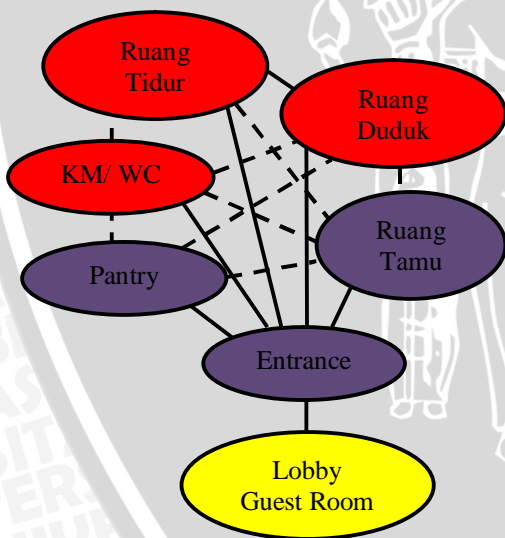 Ruang
Tidur
Ruang
Duduk
KM/ WC
Ruang
Tamu
Pantry
Entrance
Lobby
Guest Room